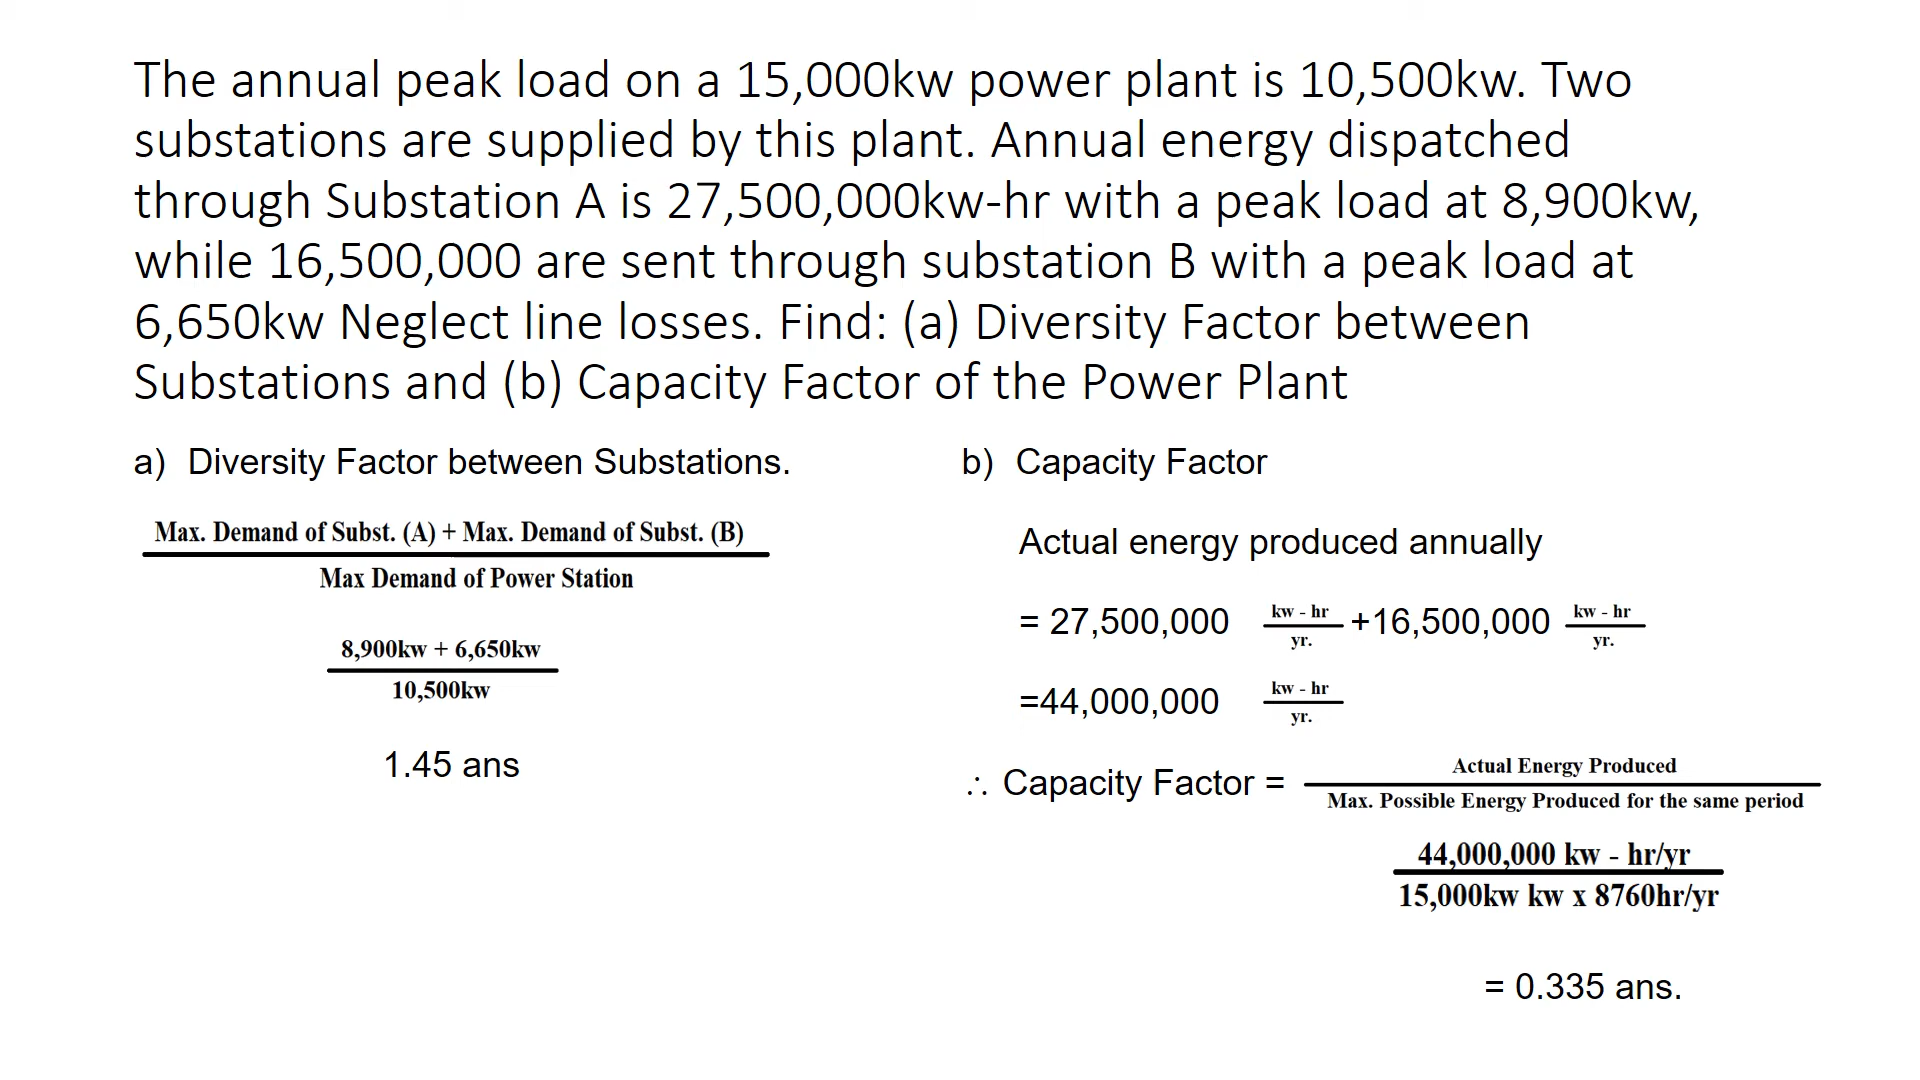 The annual peak load on a 15,000kw power plant is 10,500kw. Two
substations are supplied by this plant. Annual energy dispatched
through Substation A is 27,500,000kw-hr with a peak load at 8,900kw,
while 16,500,000 are sent through substation B with a peak load at
6,650kw Neglect line losses. Find: (a) Diversity Factor between
Substations and (b) Capacity Factor of the Power Plant
a) Diversity Factor between Substations.
Max. Demand of Subst. (A) + Max. Demand of Subst. (B)
Max Demand of Power Station
8,900kw + 6,650kw
10,500kw
1.45 ans
b) Capacity Factor
Actual energy produced annually
= 27,500,000 kw - hr/yr. +16,500,000 kw - hr/yr.
=44,000,000 kw - hr/yr.
∴ Capacity Factor =
Actual Energy Produced
Max. Possible Energy Produced for the same period
44,000,000 kw - hr/yr
15,000kw kw x 8760hr/yr
= 0.335 ans.